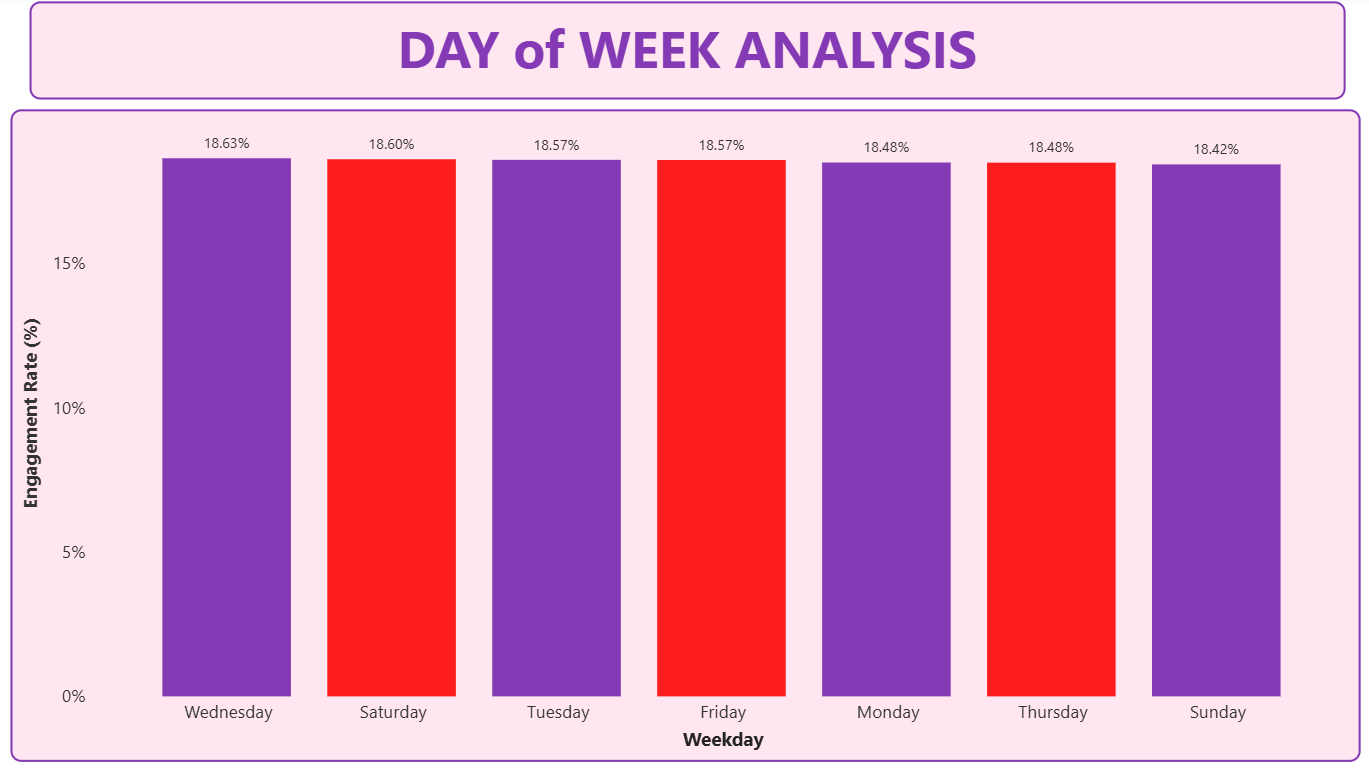 DAY of WEEK ANALYSIS
18.63% 18.60% 18.57% 18.57% 18.48% 18.48% 18.42%
15%
10%
5%
0%
Engagement Rate (%)
Wednesday Saturday Tuesday Friday Monday Thursday Sunday
Weekday